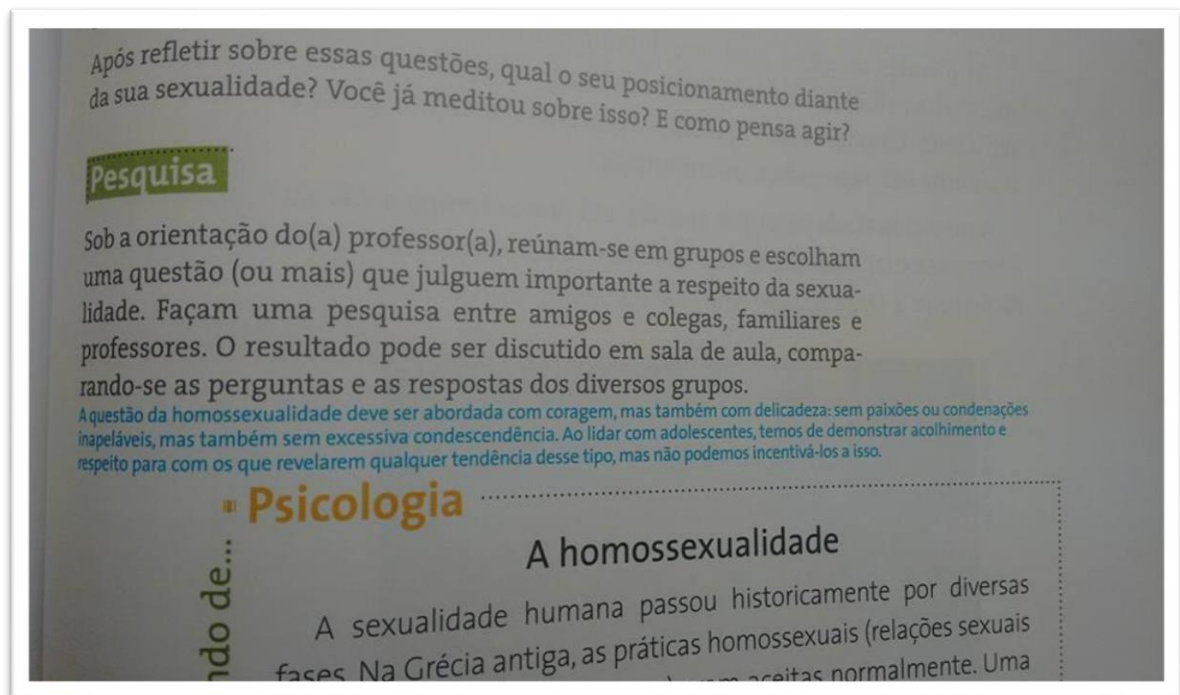 Após refletir sobre essas questões, qual o seu posicionamento diante
da sua sexualidade? Você já meditou sobre isso? E como pensa agir?
Pesquisa
Sob a orientação do(a) professor(a), reúnam-se em grupos e escolham
uma questão (ou mais) que julguem importante a respeito da sexua-
lidade. Façam uma pesquisa entre amigos e colegas, familiares e
professores. O resultado pode ser discutido em sala de aula, compa-
rando-se as perguntas e as respostas dos diversos grupos.
A questão da homossexualidade deve ser abordada com coragem, mas também com delicadeza: sem paixões ou condenações
inapeláveis, mas também sem excessiva condescendência. Ao lidar com adolescentes, temos de demonstrar acolhimento e
respeito para com os que revelarem qualquer tendência desse tipo, mas não podemos incentivá-los a isso.
ndo de...
Psicologia
A homossexualidade
A sexualidade humana passou historicamente por diversas
fases. Na Grécia antiga, as práticas homossexuais (relações sexuais
aceitas normalmente. Uma